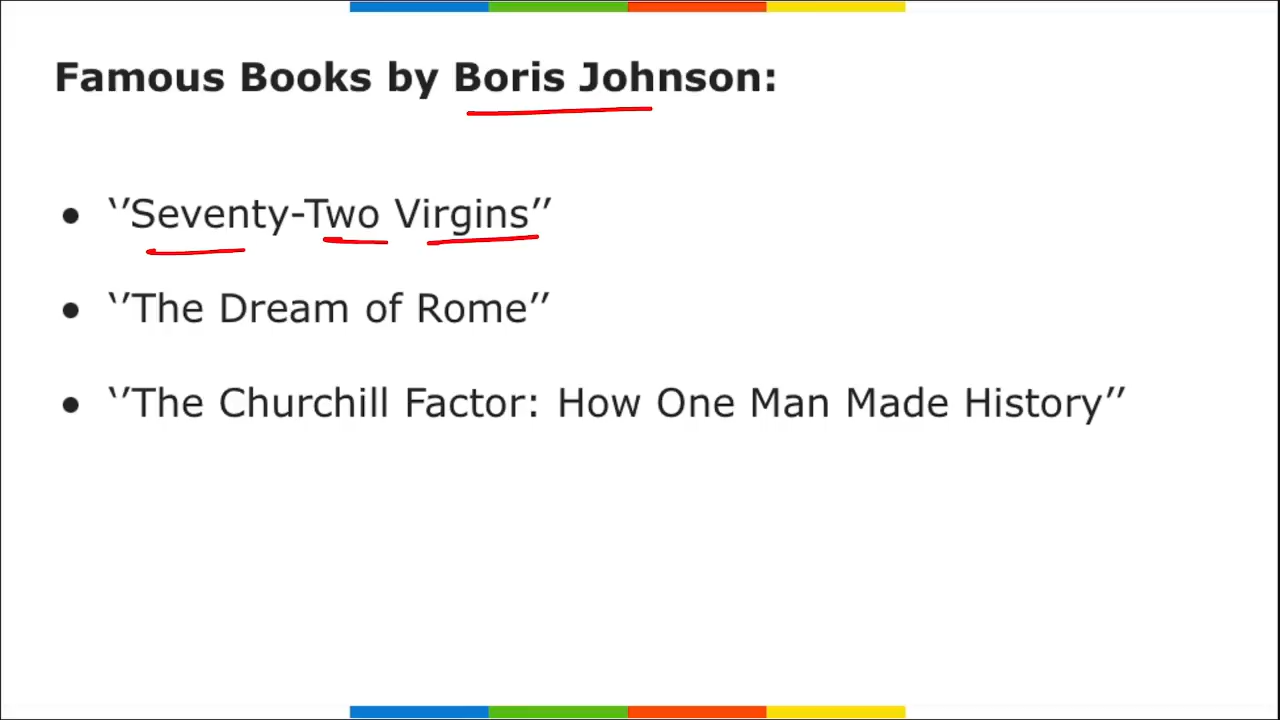 Famous Books by Boris Johnson:
● ‘’Seventy-Two Virgins’’
● ‘’The Dream of Rome’’
● ‘’The Churchill Factor: How One Man Made History’’